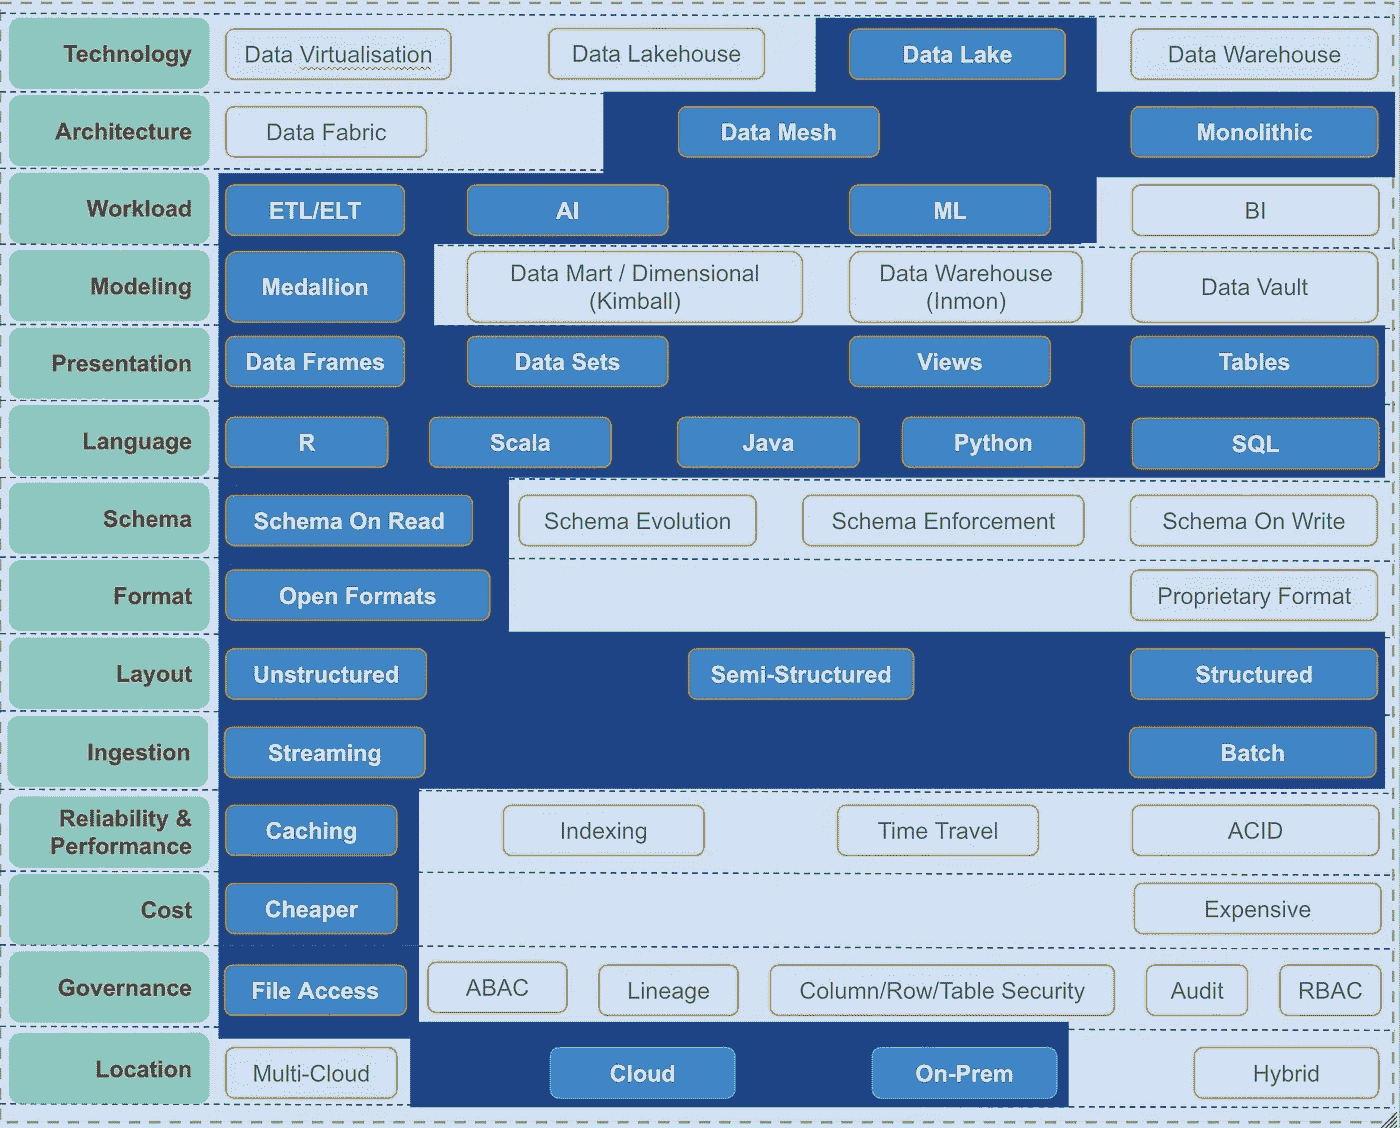 Technology
Data Virtualisation
Data Lakehouse
Data Lake
Data Warehouse
Architecture
Data Fabric
Data Mesh
Monolithic
Workload
ETL/ELT
AI
ML
BI
Modeling
Medallion
Data Mart / Dimensional
(Kimball)
Data Warehouse
(Inmon)
Data Vault
Presentation
Data Frames
Data Sets
Views
Tables
Language
R
Scala
Java
Python
SQL
Schema
Schema On Read
Schema Evolution
Schema Enforcement
Schema On Write
Format
Open Formats
Proprietary Format
Layout
Unstructured
Semi-Structured
Structured
Ingestion
Streaming
Batch
Reliability &
Performance
Caching
Indexing
Time Travel
ACID
Cost
Cheaper
Expensive
Governance
File Access
ABAC
Lineage
Column/Row/Table Security
Audit
RBAC
Location
Multi-Cloud
Cloud
On-Prem
Hybrid